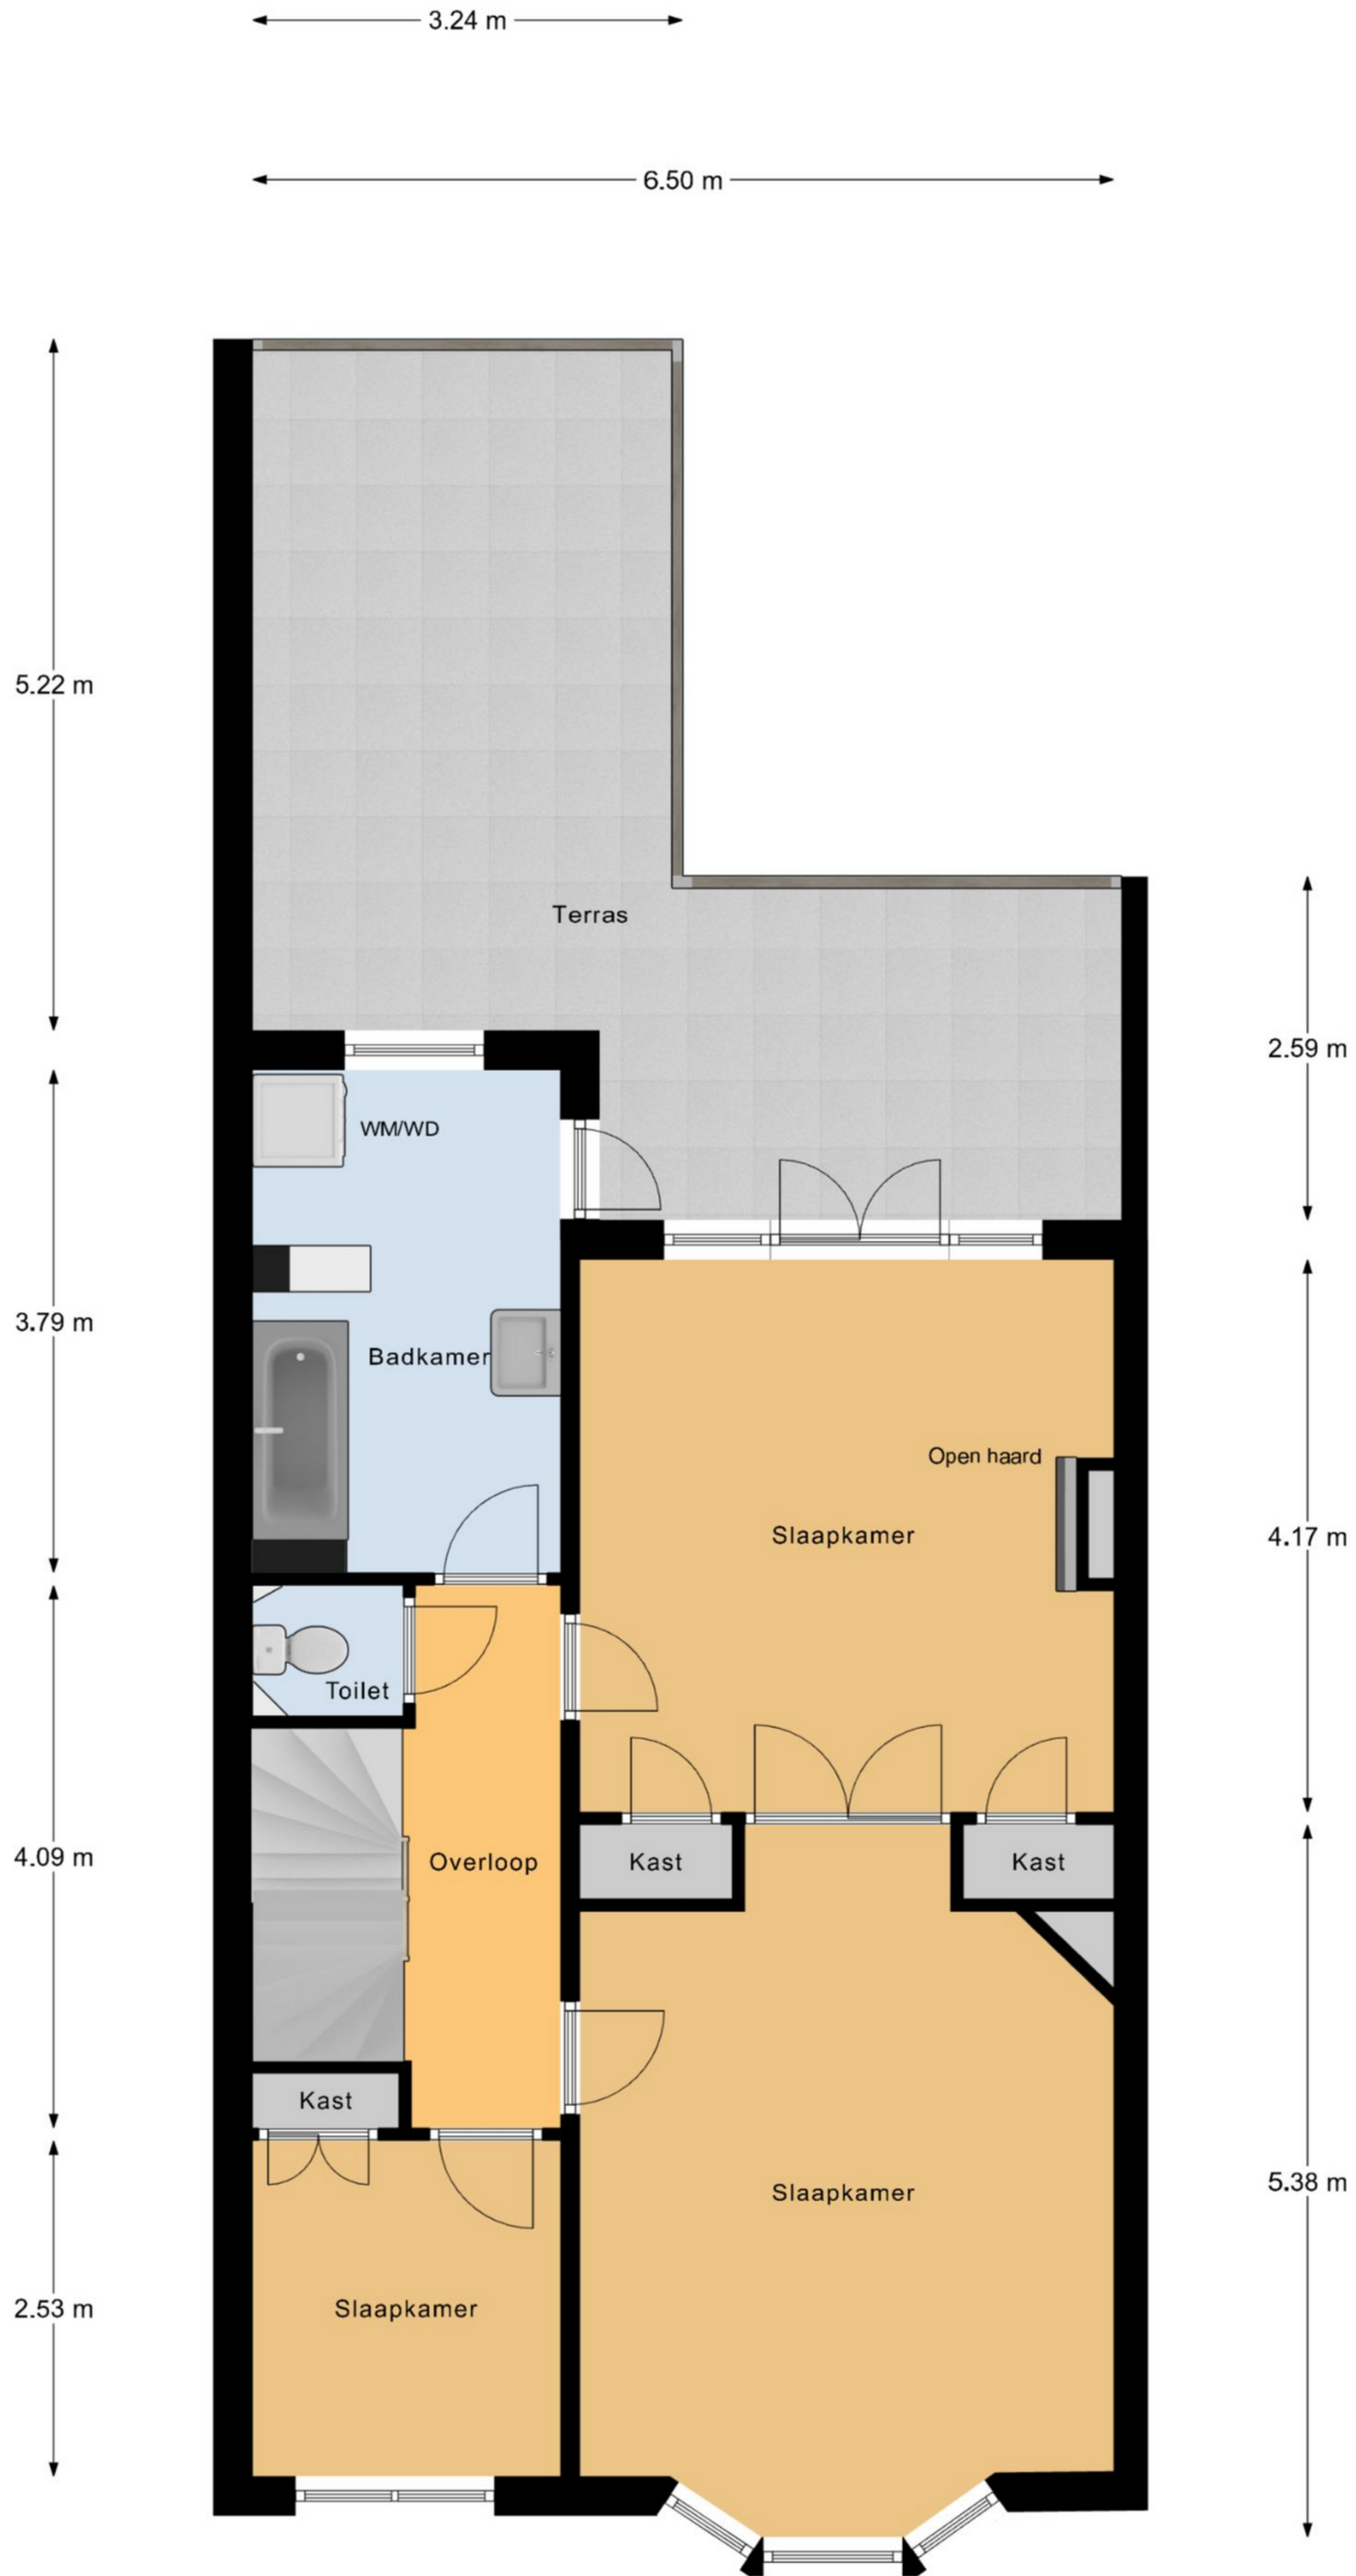 3.24 m
6.50 m
5.22 m
Terras
2.59 m
WM/WD
3.79 m
Badkamer
Open haard
Slaapkamer
4.17 m
Toilet
4.09 m
Overloop
Kast
Kast
Kast
Slaapkamer
5.38 m
Slaapkamer
2.53 m